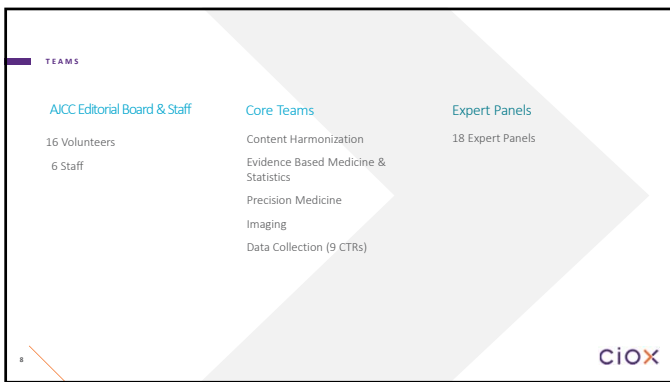 TEAMS
AJCC Editorial Board & Staff
16 Volunteers
6 Staff
Core Teams
Content Harmonization
Evidence Based Medicine &
Statistics
Precision Medicine
Imaging
Data Collection (9 CTRs)
Expert Panels
18 Expert Panels
8
ciox